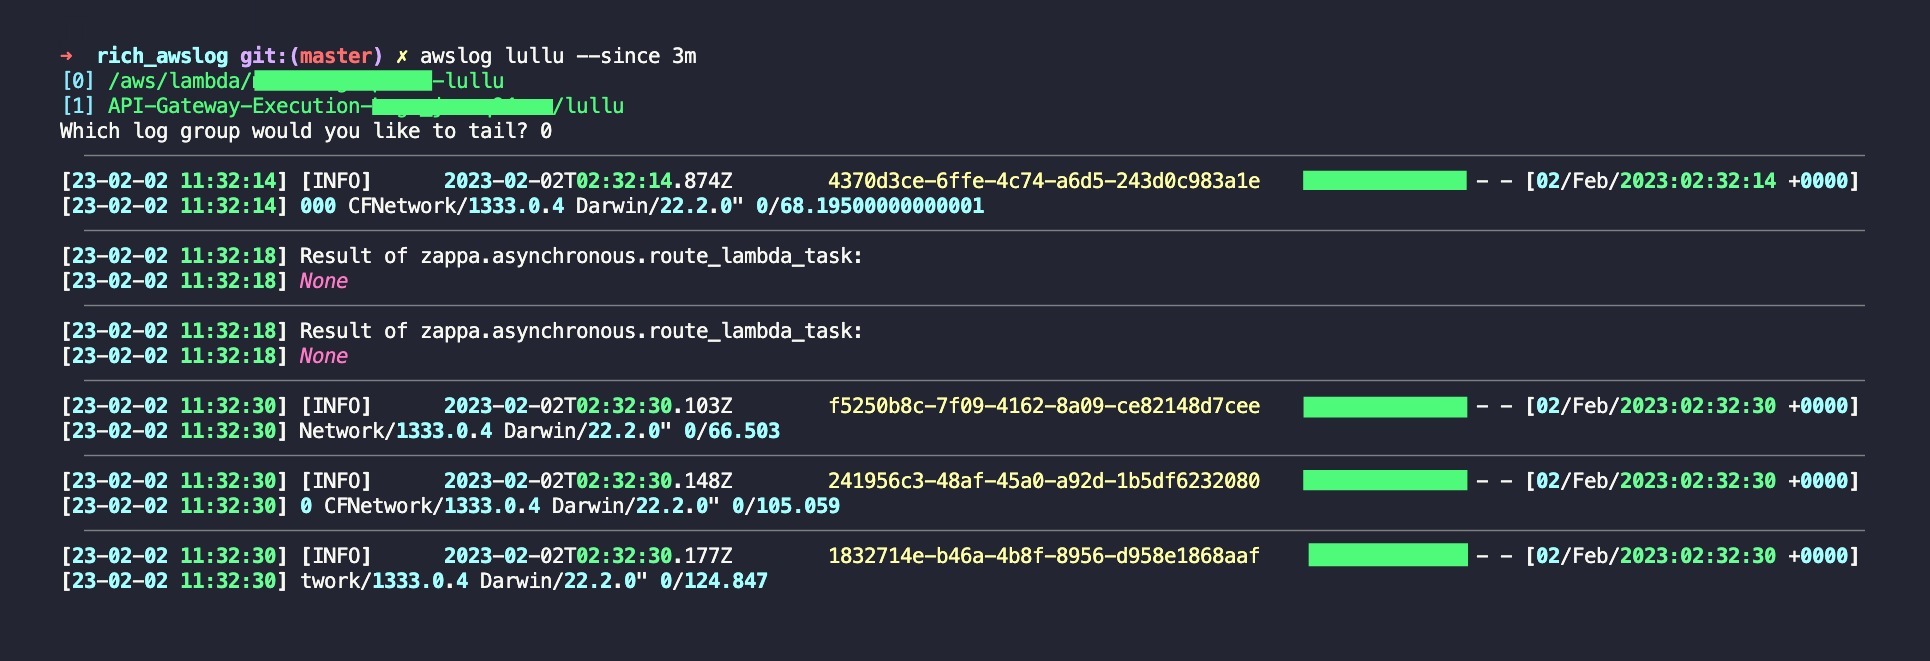 ➜ rich_awslog git:(master) ✗ awslog lullu --since 3m
[0] /aws/lambda/ -lullu
[1] API-Gateway-Execution- /lullu
Which log group would you like to tail? 0
[23-02-02 11:32:14] [INFO] 2023-02-02T02:32:14.874Z 4370d3ce-6ffe-4c74-a6d5-243d0c983a1e - - [02/Feb/2023:02:32:14 +0000]
[23-02-02 11:32:14] 000 CFNetwork/1333.0.4 Darwin/22.2.0" 0/68.19500000000001
[23-02-02 11:32:18] Result of zappa.asynchronous.route_lambda_task:
[23-02-02 11:32:18] None
[23-02-02 11:32:18] Result of zappa.asynchronous.route_lambda_task:
[23-02-02 11:32:18] None
[23-02-02 11:32:30] [INFO] 2023-02-02T02:32:30.103Z f5250b8c-7f09-4162-8a09-ce82148d7cee - - [02/Feb/2023:02:32:30 +0000]
[23-02-02 11:32:30] Network/1333.0.4 Darwin/22.2.0" 0/66.503
[23-02-02 11:32:30] [INFO] 2023-02-02T02:32:30.148Z 241956c3-48af-45a0-a92d-1b5df6232080 - - [02/Feb/2023:02:32:30 +0000]
[23-02-02 11:32:30] 0 CFNetwork/1333.0.4 Darwin/22.2.0" 0/105.059
[23-02-02 11:32:30] [INFO] 2023-02-02T02:32:30.177Z 1832714e-b46a-4b8f-8956-d958e1868aaf - - [02/Feb/2023:02:32:30 +0000]
[23-02-02 11:32:30] twork/1333.0.4 Darwin/22.2.0" 0/124.847